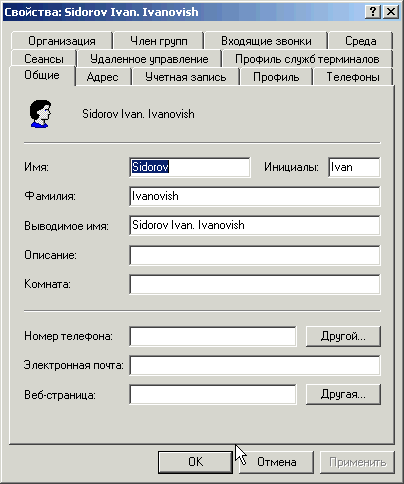 Свойства: Sidorov Ivan. Ivanovish
Организация Член групп Входящие звонки Среда
Сеансы Удаленное управление Профиль служб терминалов
Общие Адрес Учетная запись Профиль Телефоны
Sidorov Ivan. Ivanovish
Имя: Sidorov Инициалы: Ivan
Фамилия: Ivanovish
Выводимое имя: Sidorov Ivan. Ivanovish
Описание:
Комната:
Номер телефона: Другой...
Электронная почта:
Веб-страница: Другая...
OK Отмена Применить